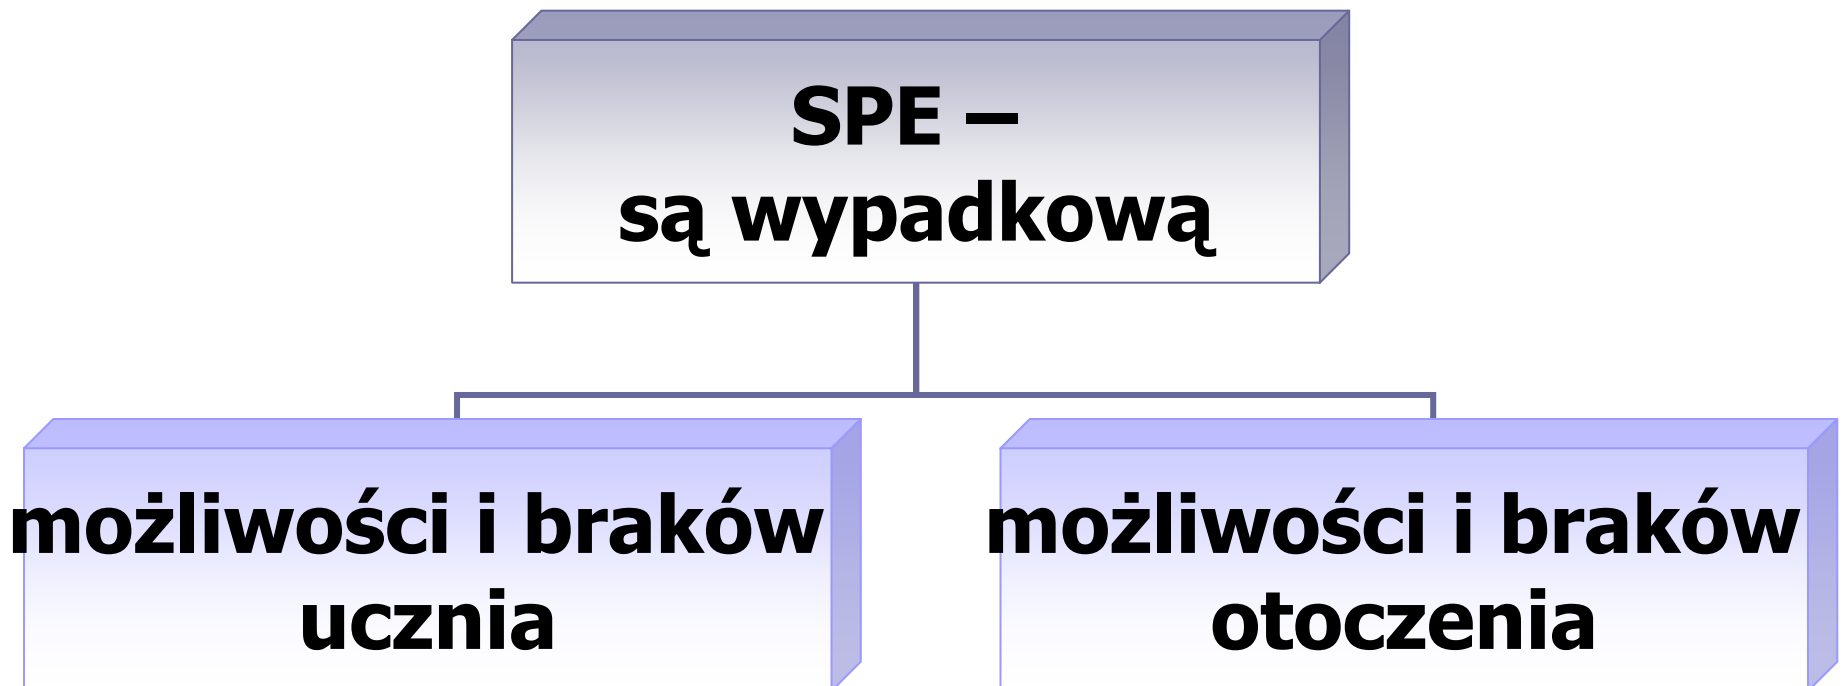 SPE –
są wypadkową
możliwości i braków
ucznia
możliwości i braków
otoczenia